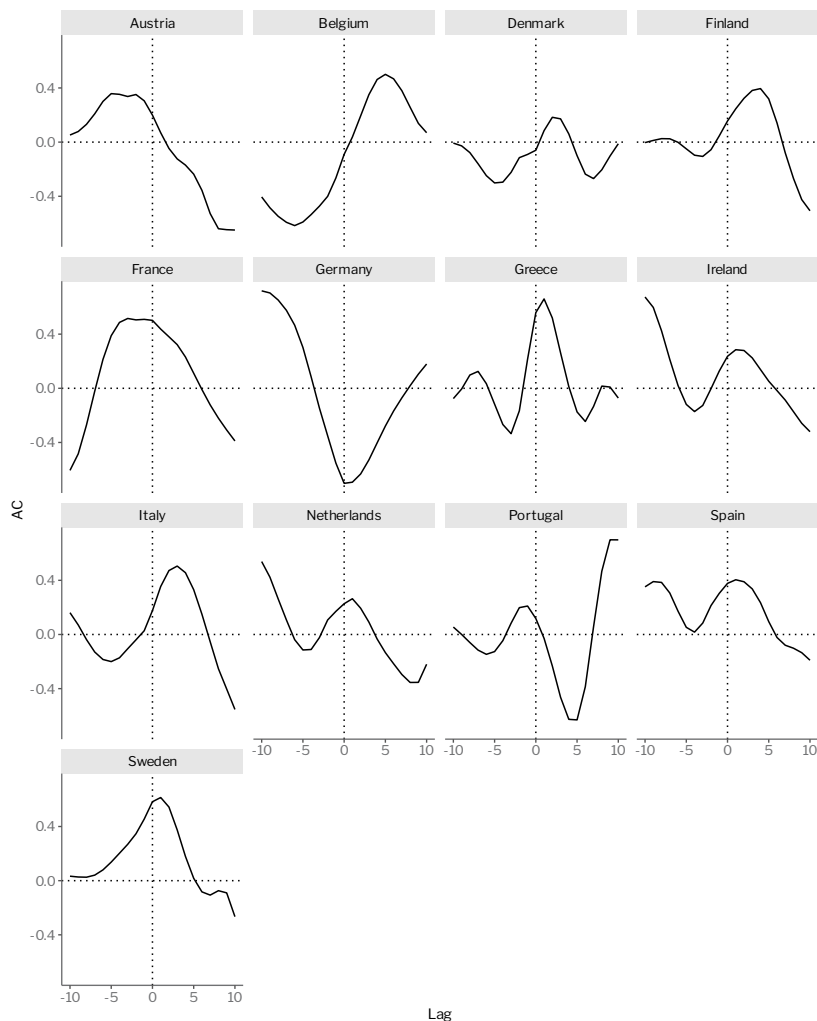 Austria Belgium Denmark Finland
0.4
0.0
-0.4
France Germany Greece Ireland
0.4
0.0
-0.4
AC
Italy Netherlands Portugal Spain
0.4
0.0
-0.4
-10 -5 0 5 10 -10 -5 0 5 10 -10 -5 0 5 10
Sweden
0.4
0.0
-0.4
-10 -5 0 5 10
Lag